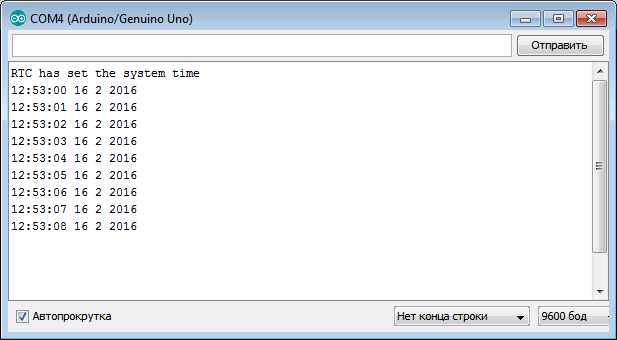 COM4 (Arduino/Genuino Uno)
Отправить
RTC has set the system time
12:53:00 16 2 2016
12:53:01 16 2 2016
12:53:02 16 2 2016
12:53:03 16 2 2016
12:53:04 16 2 2016
12:53:05 16 2 2016
12:53:06 16 2 2016
12:53:07 16 2 2016
12:53:08 16 2 2016
Автопрокрутка
Нет конца строки
9600 бод